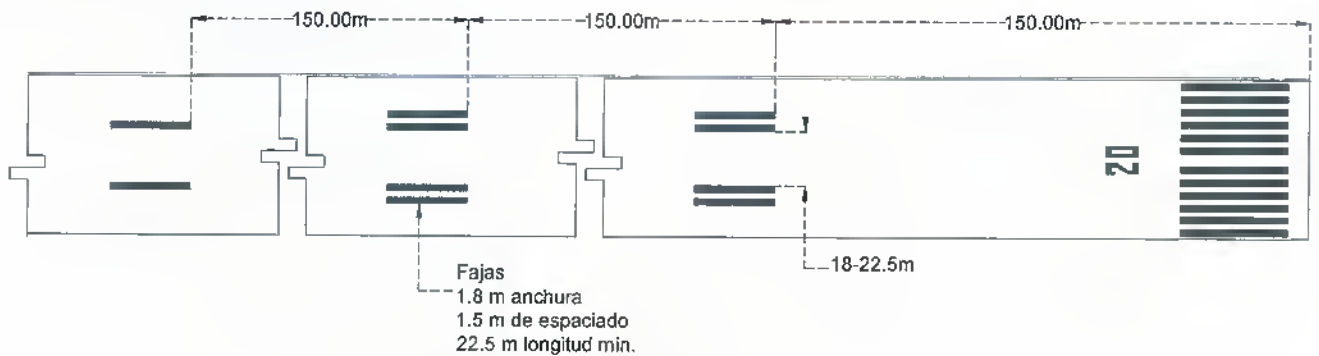 150.00m 150.00m 150.00m
20
18-22.5m
Fajas
1.8 m anchura
1.5 m de espaciado
22.5 m longitud min.